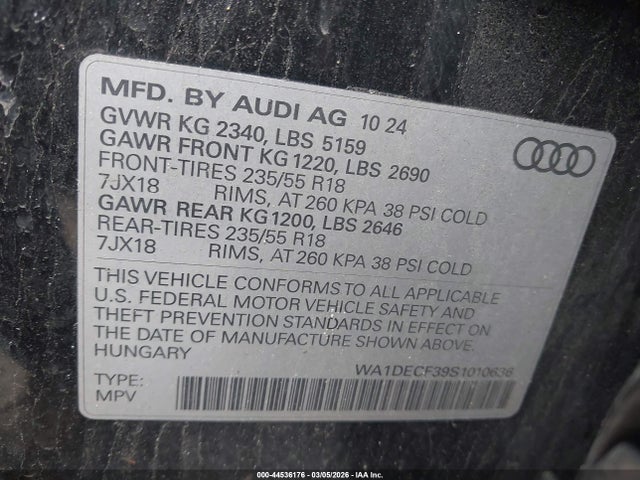 MFD. BY AUDI AG 10 24
GVWR KG 2340, LBS 5159
GAWR FRONT KG 1220, LBS 2690
FRONT-TIRES 235/55 R18
7JX18 RIMS, AT 260 KPA 38 PSI COLD
GAWR REAR KG 1200, LBS 2646
REAR-TIRES 235/55 R18
7JX18 RIMS, AT 260 KPA 38 PSI COLD
THIS VEHICLE CONFORMS TO ALL APPLICABLE
U.S. FEDERAL MOTOR VEHICLE SAFETY AND
THEFT PREVENTION STANDARDS IN EFFECT ON
THE DATE OF MANUFACTURE SHOWN ABOVE.
HUNGARY
WA1DECF39S1010636
TYPE:
MPV
000-44536176 - 03/05/2026 - IAA Inc.